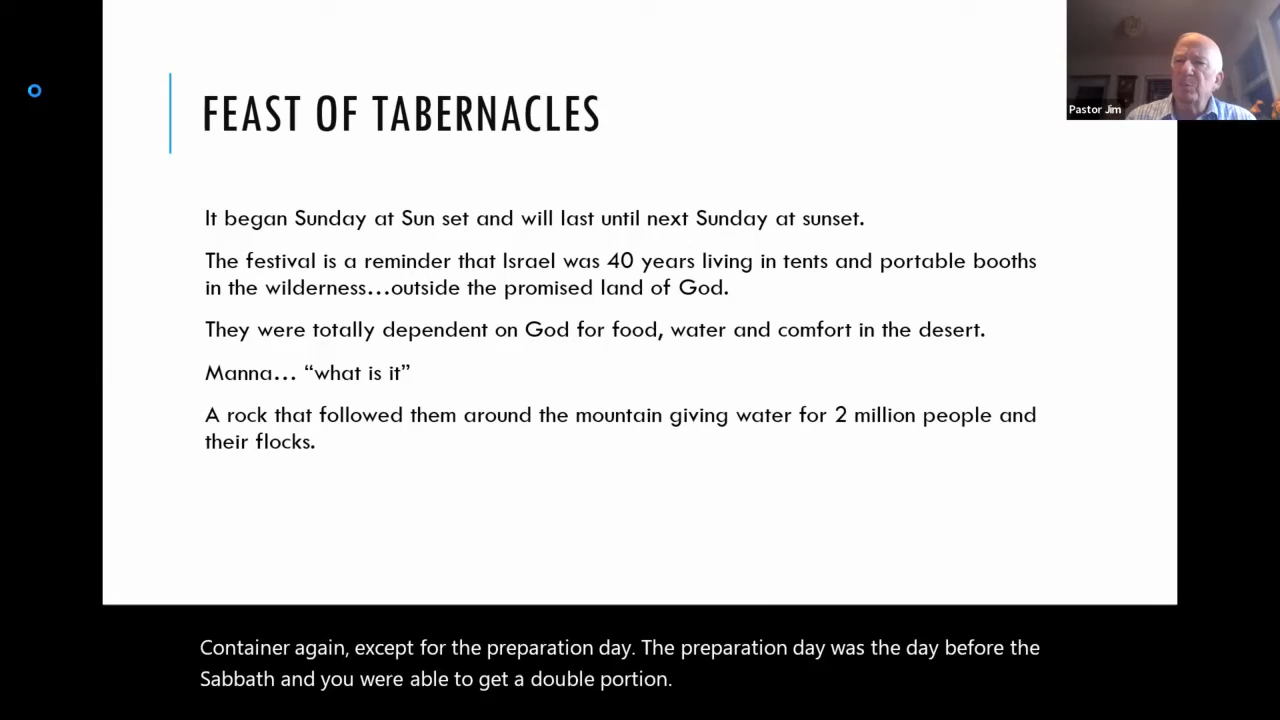 Pastor Jim
FEAST OF TABERNACLES
It began Sunday at Sun set and will last until next Sunday at sunset.
The festival is a reminder that Israel was 40 years living in tents and portable booths
in the wilderness…outside the promised land of God.
They were totally dependent on God for food, water and comfort in the desert.
Manna… “what is it”
A rock that followed them around the mountain giving water for 2 million people and
their flocks.
Container again, except for the preparation day. The preparation day was the day before the
Sabbath and you were able to get a double portion.